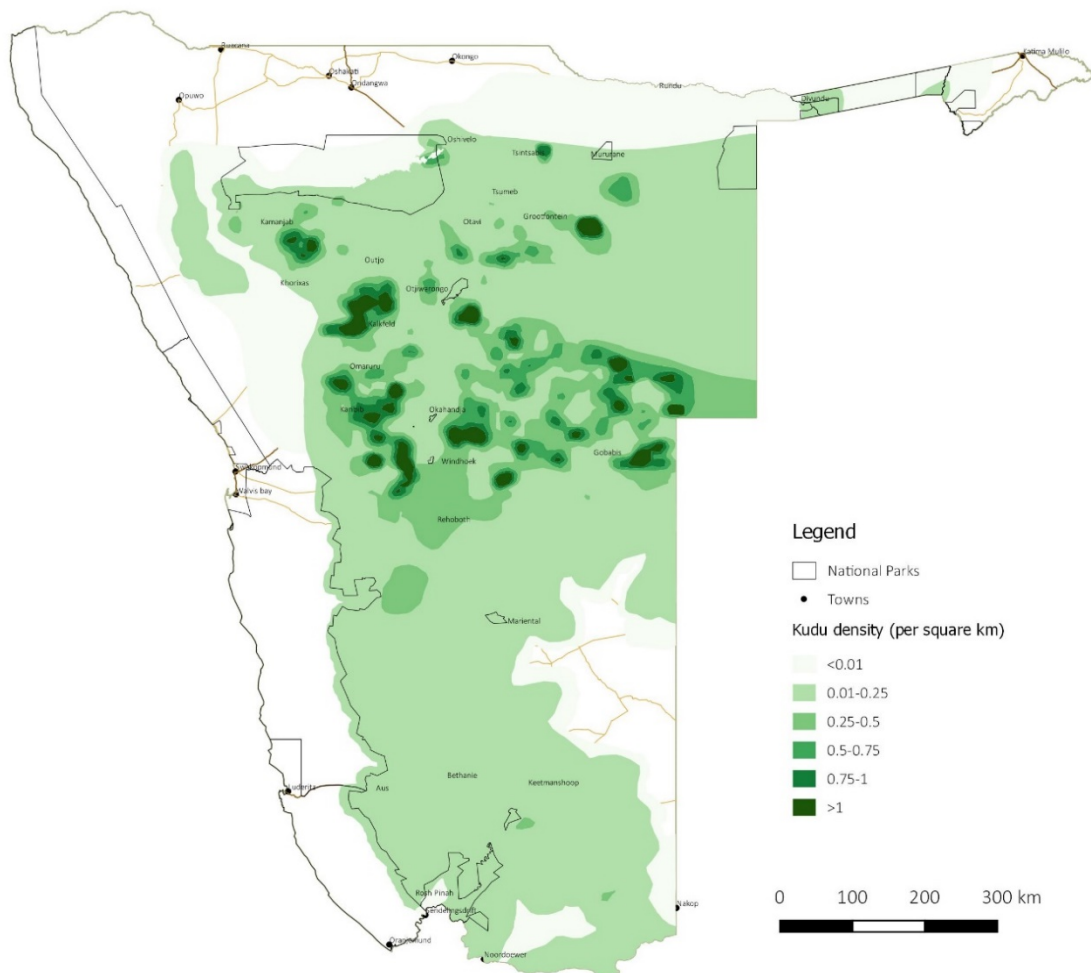 Ruacana
Okongo
Katima Mulilo
Oshakati
Ondangwa
Rundu
Opuwo
Divundu
Oshivelo
Tsintsabis
Mururane
Tsumeb
Kamanjab
Otavi
Grootfontein
Outjo
Khorixas
Otjiwarongo
Kalkfeld
Omaruru
Karibib
Okahandja
Gobabis
Windhoek
Swakopmund
Walvis bay
Rehoboth
Mariental
Bethanie
Keetmanshoop
Aus
Luderitz
Rosh Pinah
Sendelingsdrift
Nakop
Oranjemund
Noordoewer
Legend
National Parks
Towns
Kudu density (per square km)
<0.01
0.01-0.25
0.25-0.5
0.5-0.75
0.75-1
>1
0 100 200 300 km